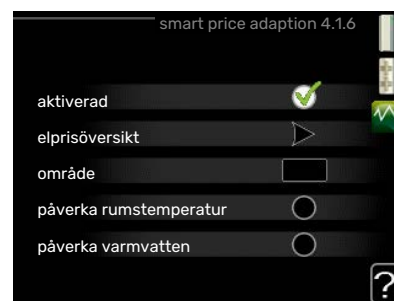 smart price adaption 4.1.6
aktiverad
elprisöversikt
område
påverka rumstemperatur
påverka varmvatten
?